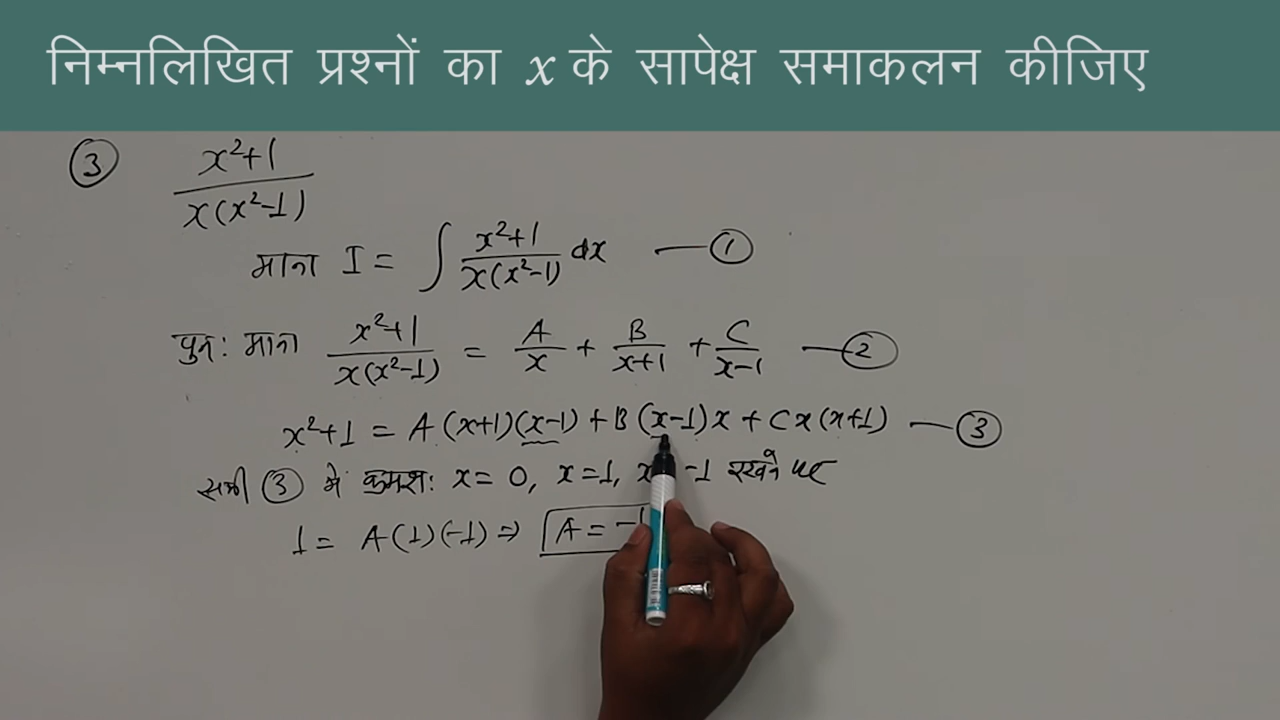 निम्नलिखित प्रश्नों का x के सापेक्ष समाकलन कीजिए
③ x²+1 / x(x²-1)
माना I = ∫ x²+1 / x(x²-1) dx — ①
पुन: माना x²+1 / x(x²-1) = A/x + B/x+1 + C/x-1 — ②
x²+1 = A(x+1)(x-1) + B(x-1)x + Cx(x+1) — ③
③ में क्रमश: x = 0, x=1, x -1 रखने पर
1 = A(1)(-1) ⇒ A = -1